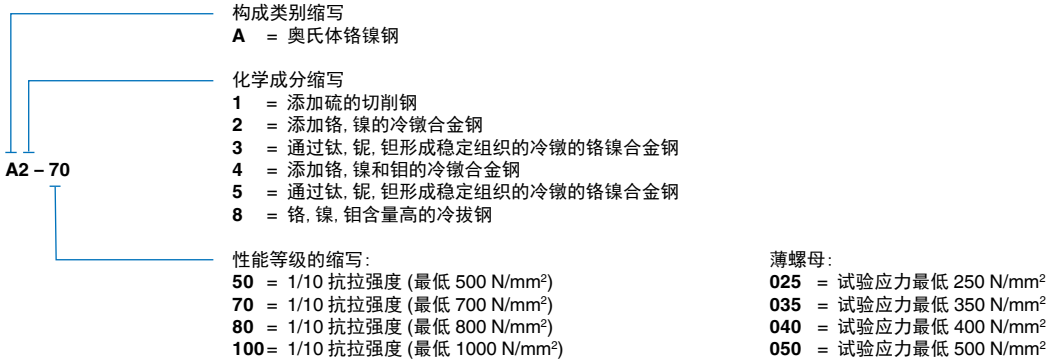 构成类别缩写
A = 奥氏体铬镍钢
化学成分缩写
1 = 添加硫的切削钢
2 = 添加铬, 镍的冷镦合金钢
3 = 通过钛, 铌, 钽形成稳定组织的冷镦的铬镍合金钢
4 = 添加铬, 镍和钼的冷镦合金钢
5 = 通过钛, 铌, 钽形成稳定组织的冷镦的铬镍合金钢
8 = 铬, 镍, 钼含量高的冷拔钢
A2 – 70
性能等级的缩写:
50 = 1/10 抗拉强度 (最低 500 N/mm²)
70 = 1/10 抗拉强度 (最低 700 N/mm²)
80 = 1/10 抗拉强度 (最低 800 N/mm²)
100= 1/10 抗拉强度 (最低 1000 N/mm²)
薄螺母:
025 = 试验应力最低 250 N/mm²
035 = 试验应力最低 350 N/mm²
040 = 试验应力最低 400 N/mm²
050 = 试验应力最低 500 N/mm²